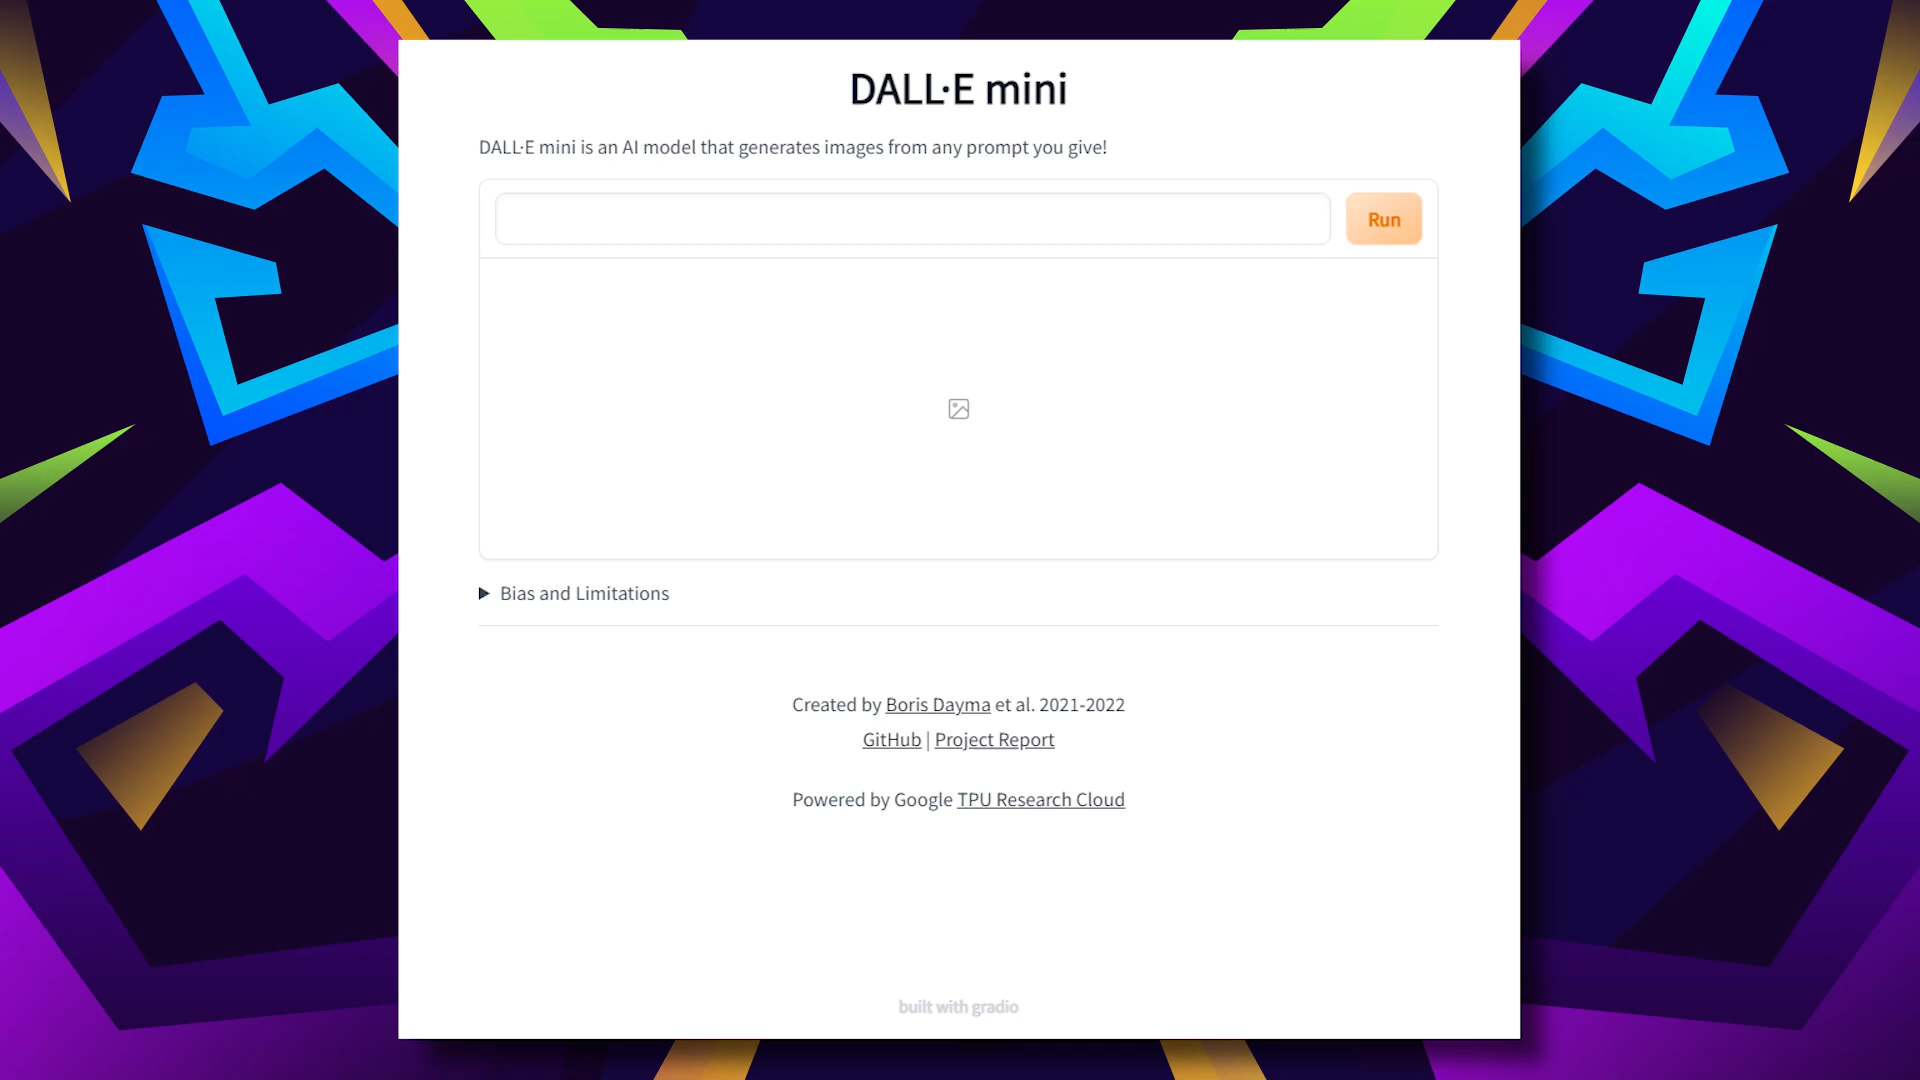 DALL·E mini
DALL·E mini is an AI model that generates images from any prompt you give!
Run
Bias and Limitations
Created by Boris Dayma et al. 2021-2022
GitHub | Project Report
Powered by Google TPU Research Cloud
built with gradio